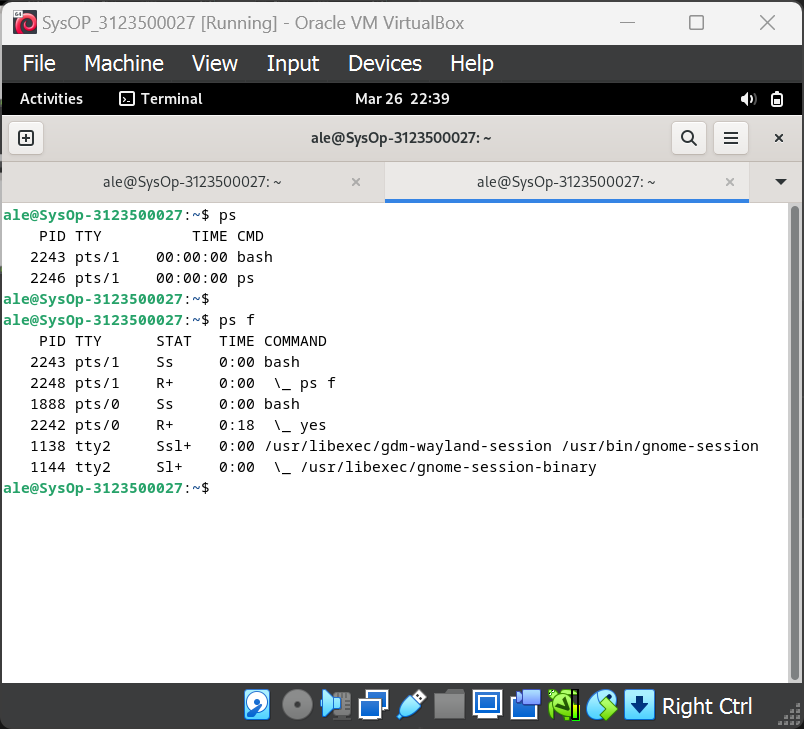 SysOP_3123500027 [Running] - Oracle VM VirtualBox
File Machine View Input Devices Help
Activities Terminal Mar 26 22:39
ale@SysOp-3123500027: ~
ale@SysOp-3123500027: ~ ale@SysOp-3123500027: ~
ale@SysOp-3123500027:~$ ps
    PID TTY          TIME CMD
   2243 pts/1    00:00:00 bash
   2246 pts/1    00:00:00 ps
ale@SysOp-3123500027:~$
ale@SysOp-3123500027:~$ ps f
    PID TTY      STAT   TIME COMMAND
   2243 pts/1    Ss     0:00 bash
   2248 pts/1    R+     0:00  \_ ps f
   1888 pts/0    Ss     0:00 bash
   2242 pts/0    R+     0:18  \_ yes
   1138 tty2     Ssl+   0:00 /usr/libexec/gdm-wayland-session /usr/bin/gnome-session
   1144 tty2     Sl+    0:00  \_ /usr/libexec/gnome-session-binary
ale@SysOp-3123500027:~$
Right Ctrl